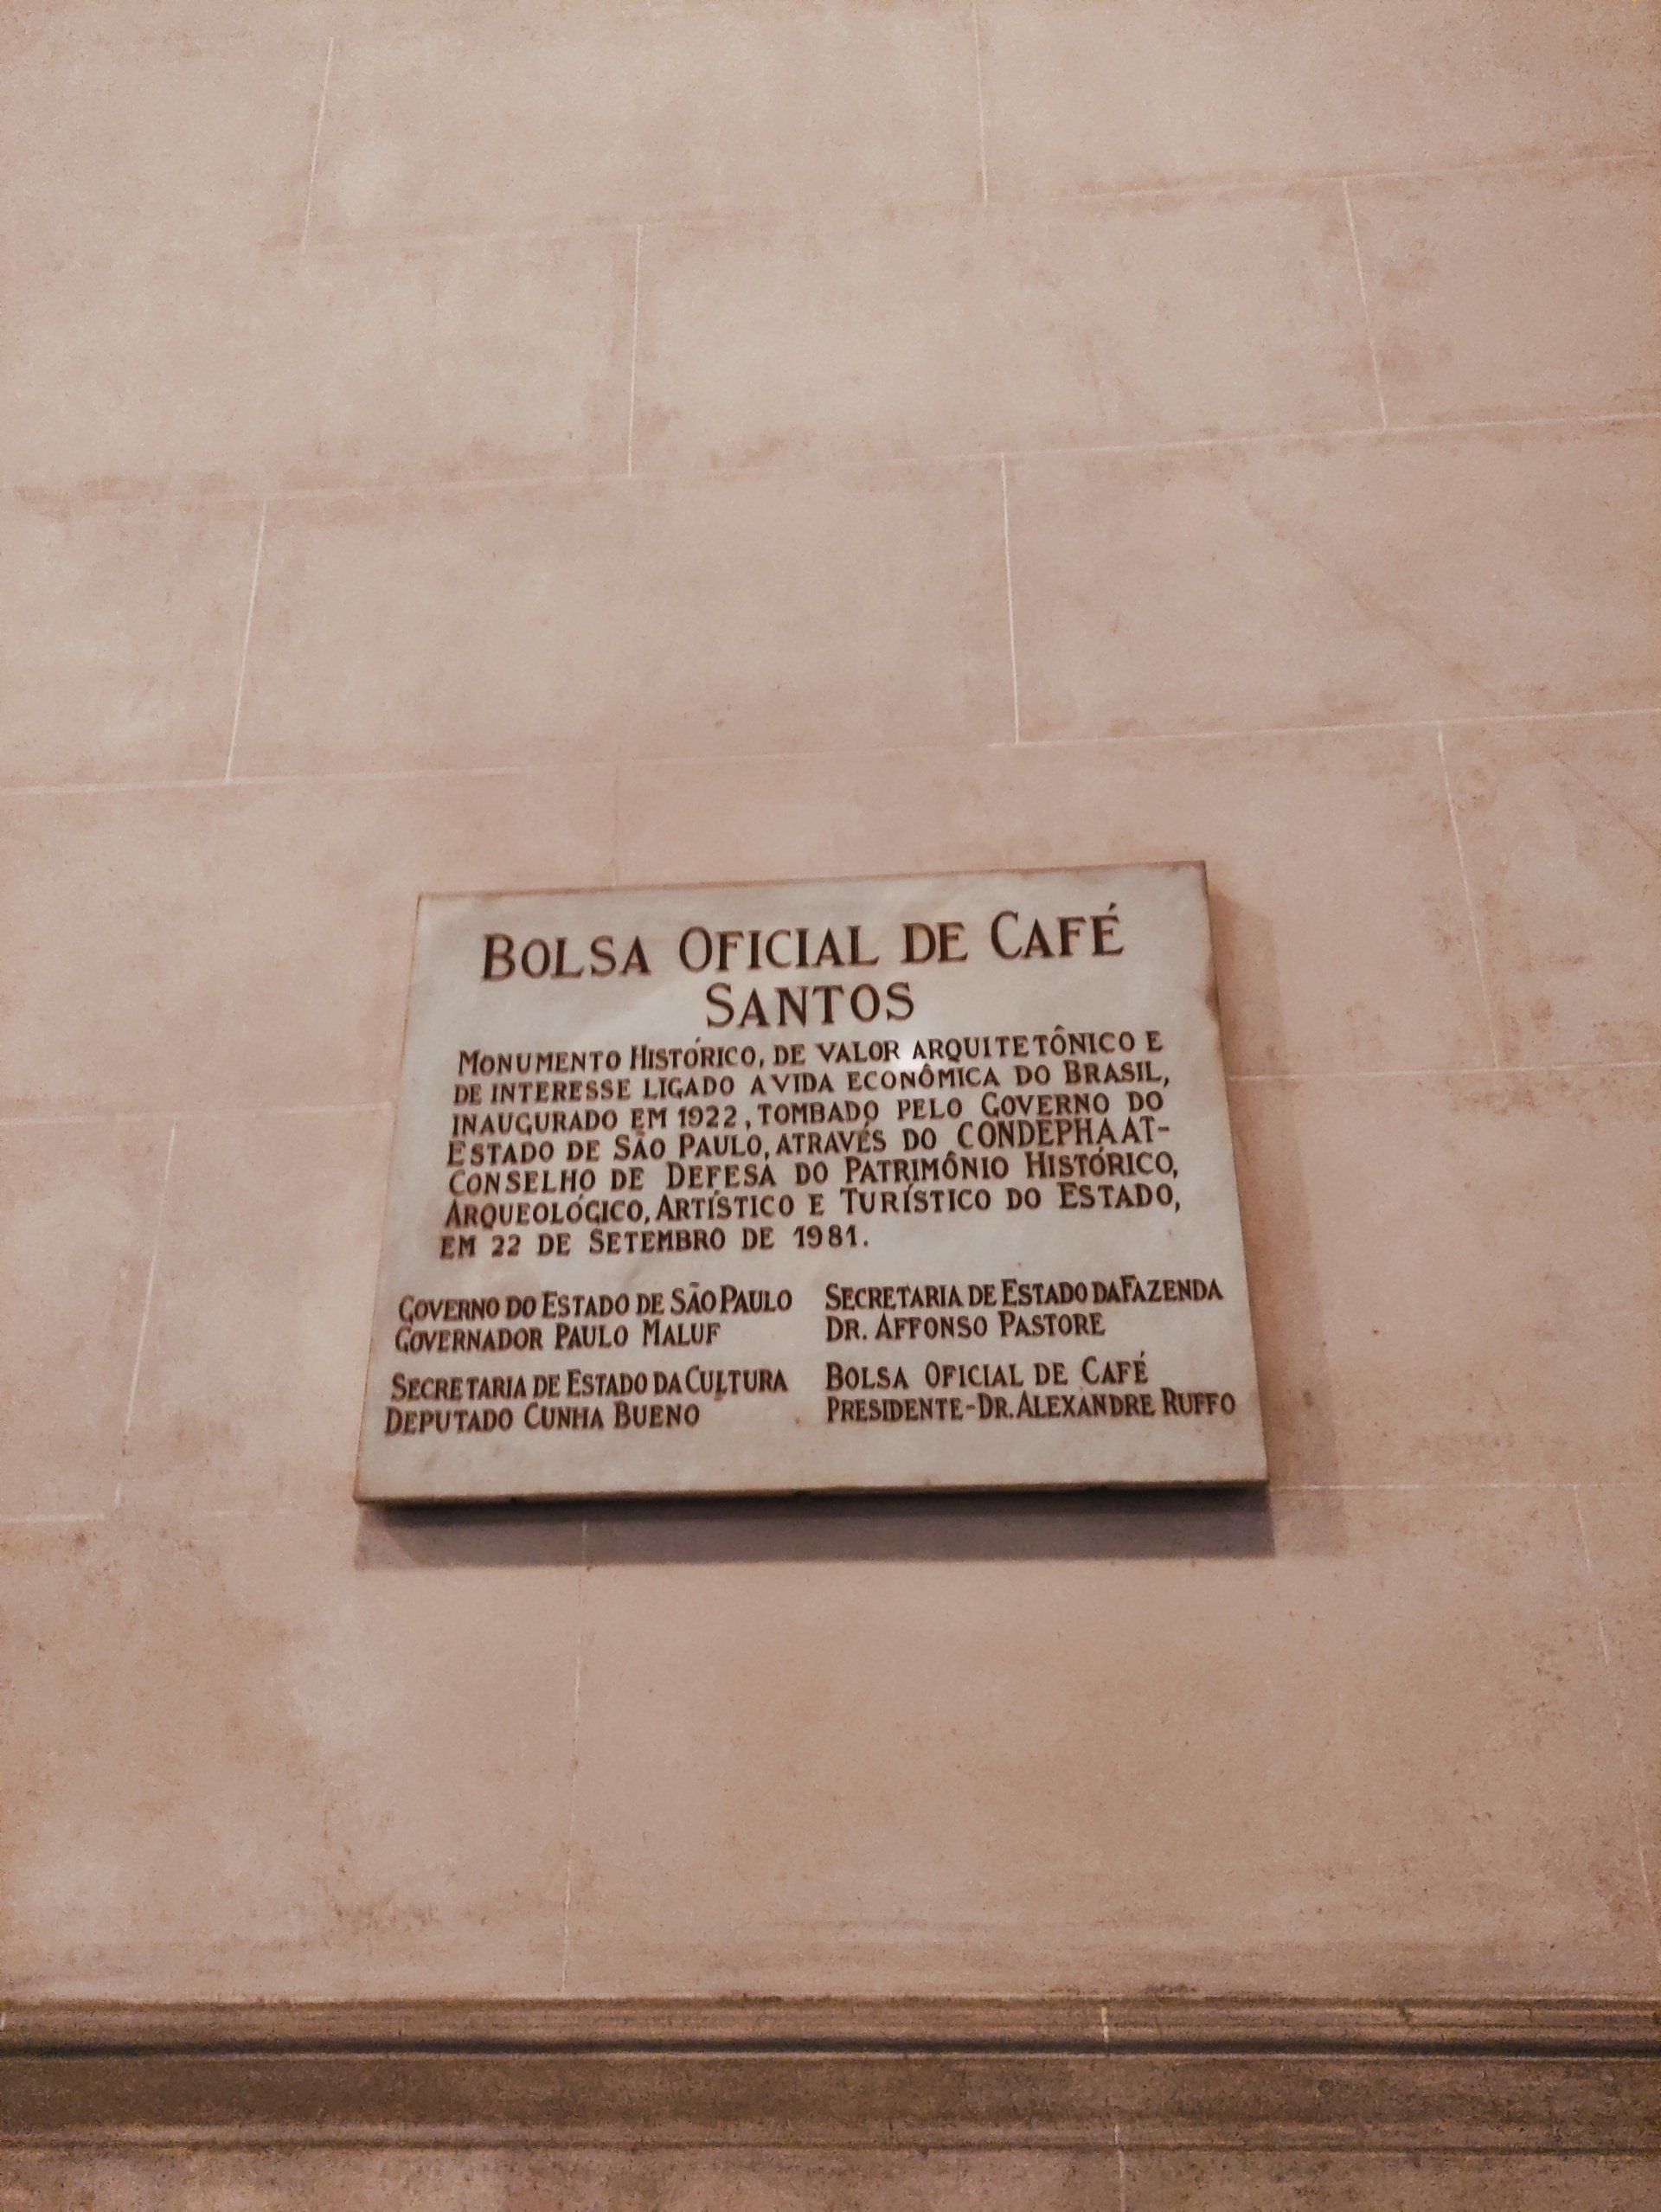 BOLSA OFICIAL DE CAFÉ
SANTOS
MONUMENTO HISTÓRICO, DE VALOR ARQUITETÔNICO E
DE INTERESSE LIGADO A VIDA ECONÔMICA DO BRASIL,
INAUGURADO EM 1922, TOMBADO PELO GOVERNO DO
ESTADO DE SÃO PAULO, ATRAVÉS DO CONDEPHAAT-
CONSELHO DE DEFESA DO PATRIMÔNIO HISTÓRICO,
ARQUEOLÓGICO, ARTÍSTICO E TURÍSTICO DO ESTADO,
EM 22 DE SETEMBRO DE 1981.
GOVERNO DO ESTADO DE SÃO PAULO
GOVERNADOR PAULO MALUF
SECRETARIA DE ESTADO DA CULTURA
DEPUTADO CUNHA BUENO
SECRETARIA DE ESTADO DA FAZENDA
DR. AFFONSO PASTORE
BOLSA OFICIAL DE CAFÉ
PRESIDENTE-DR. ALEXANDRE RUFFO